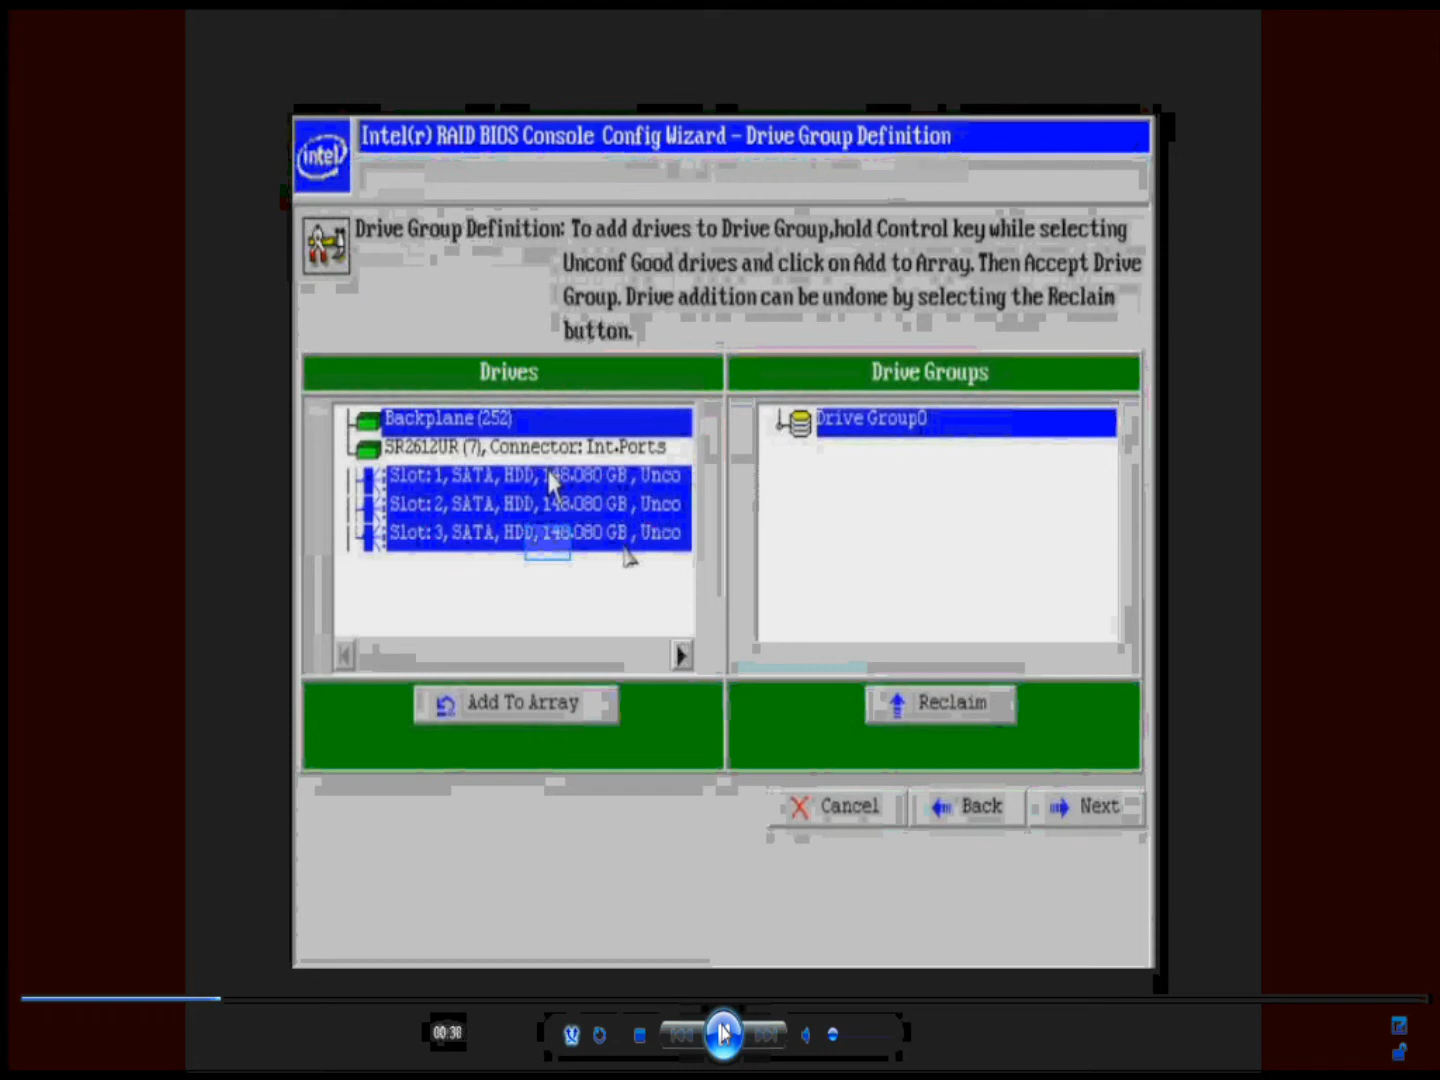 intel
Intel(r) RAID BIOS Console Config Wizard - Drive Group Definition
Drive Group Definition: To add drives to Drive Group,hold Control key while selecting
Unconf Good drives and click on Add to Array. Then Accept Drive
Group. Drive addition can be undone by selecting the Reclaim
button.
Drives
Drive Groups
Backplane (252)
SR2612UR (7), Connector: Int.Ports
Slot: 1, SATA, HDD, 148.080 GB, Unco
Slot: 2, SATA, HDD, 148.080 GB, Unco
Slot: 3, SATA, HDD, 148.080 GB, Unco
Drive Group0
Add To Array
Reclaim
Cancel
Back
Next